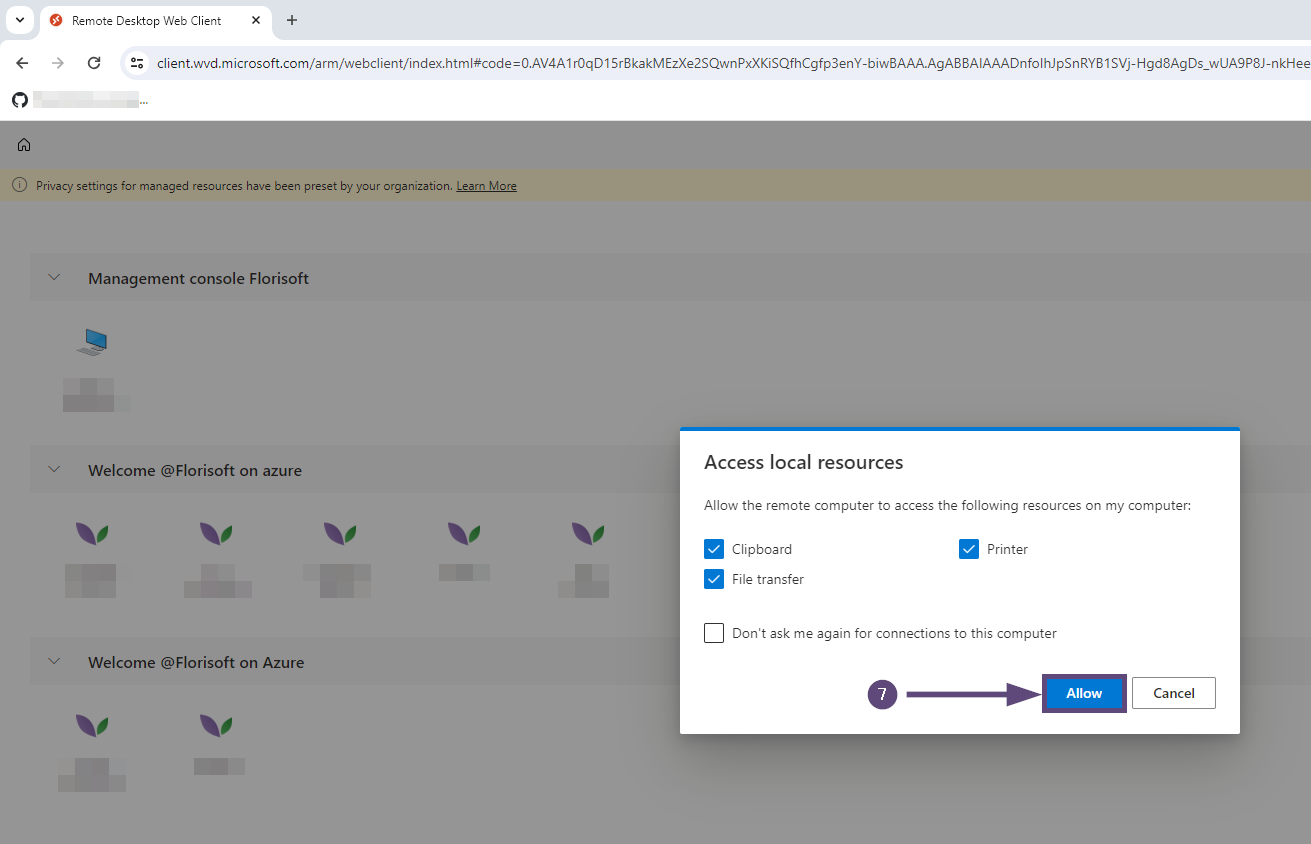 Remote Desktop Web Client
client.wvd.microsoft.com/arm/webclient/index.html#code=0.AV4A1r0qD15rBkakMEzXe2SQwnPxXKiSQfhCgfp3enY-biwBAAA.AgABBAIAAADnfolhJpSnRYB1SVj-Hgd8AgDs_wUA9P8J-nkHee
...
Privacy settings for managed resources have been preset by your organization. Learn More
Management console Florisoft
Welcome @Florisoft on azure
Welcome @Florisoft on Azure
Access local resources
Allow the remote computer to access the following resources on my computer:
Clipboard Printer
File transfer
Don't ask me again for connections to this computer
7 Allow Cancel